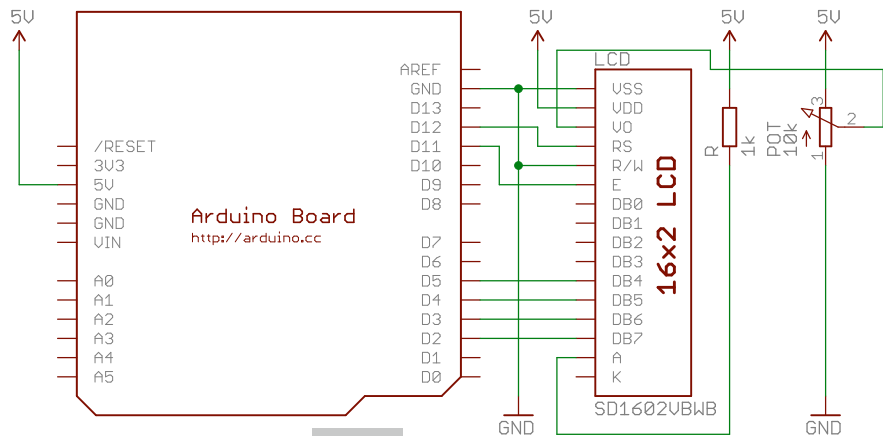 5V
5V
5V
5V
AREF
GND
D13
D12
D11
D10
D9
D8
D7
D6
D5
D4
D3
D2
D1
D0
/RESET
3V3
5V
GND
GND
VIN
A0
A1
A2
A3
A4
A5
Arduino Board
http://arduino.cc
LCD
VSS
VDD
VO
RS
R/W
E
DB0
DB1
DB2
DB3
DB4
DB5
DB6
DB7
A
K
16x2 LCD
SD1602VBWB
R
1k
POT
10k
3
2
1
GND
GND